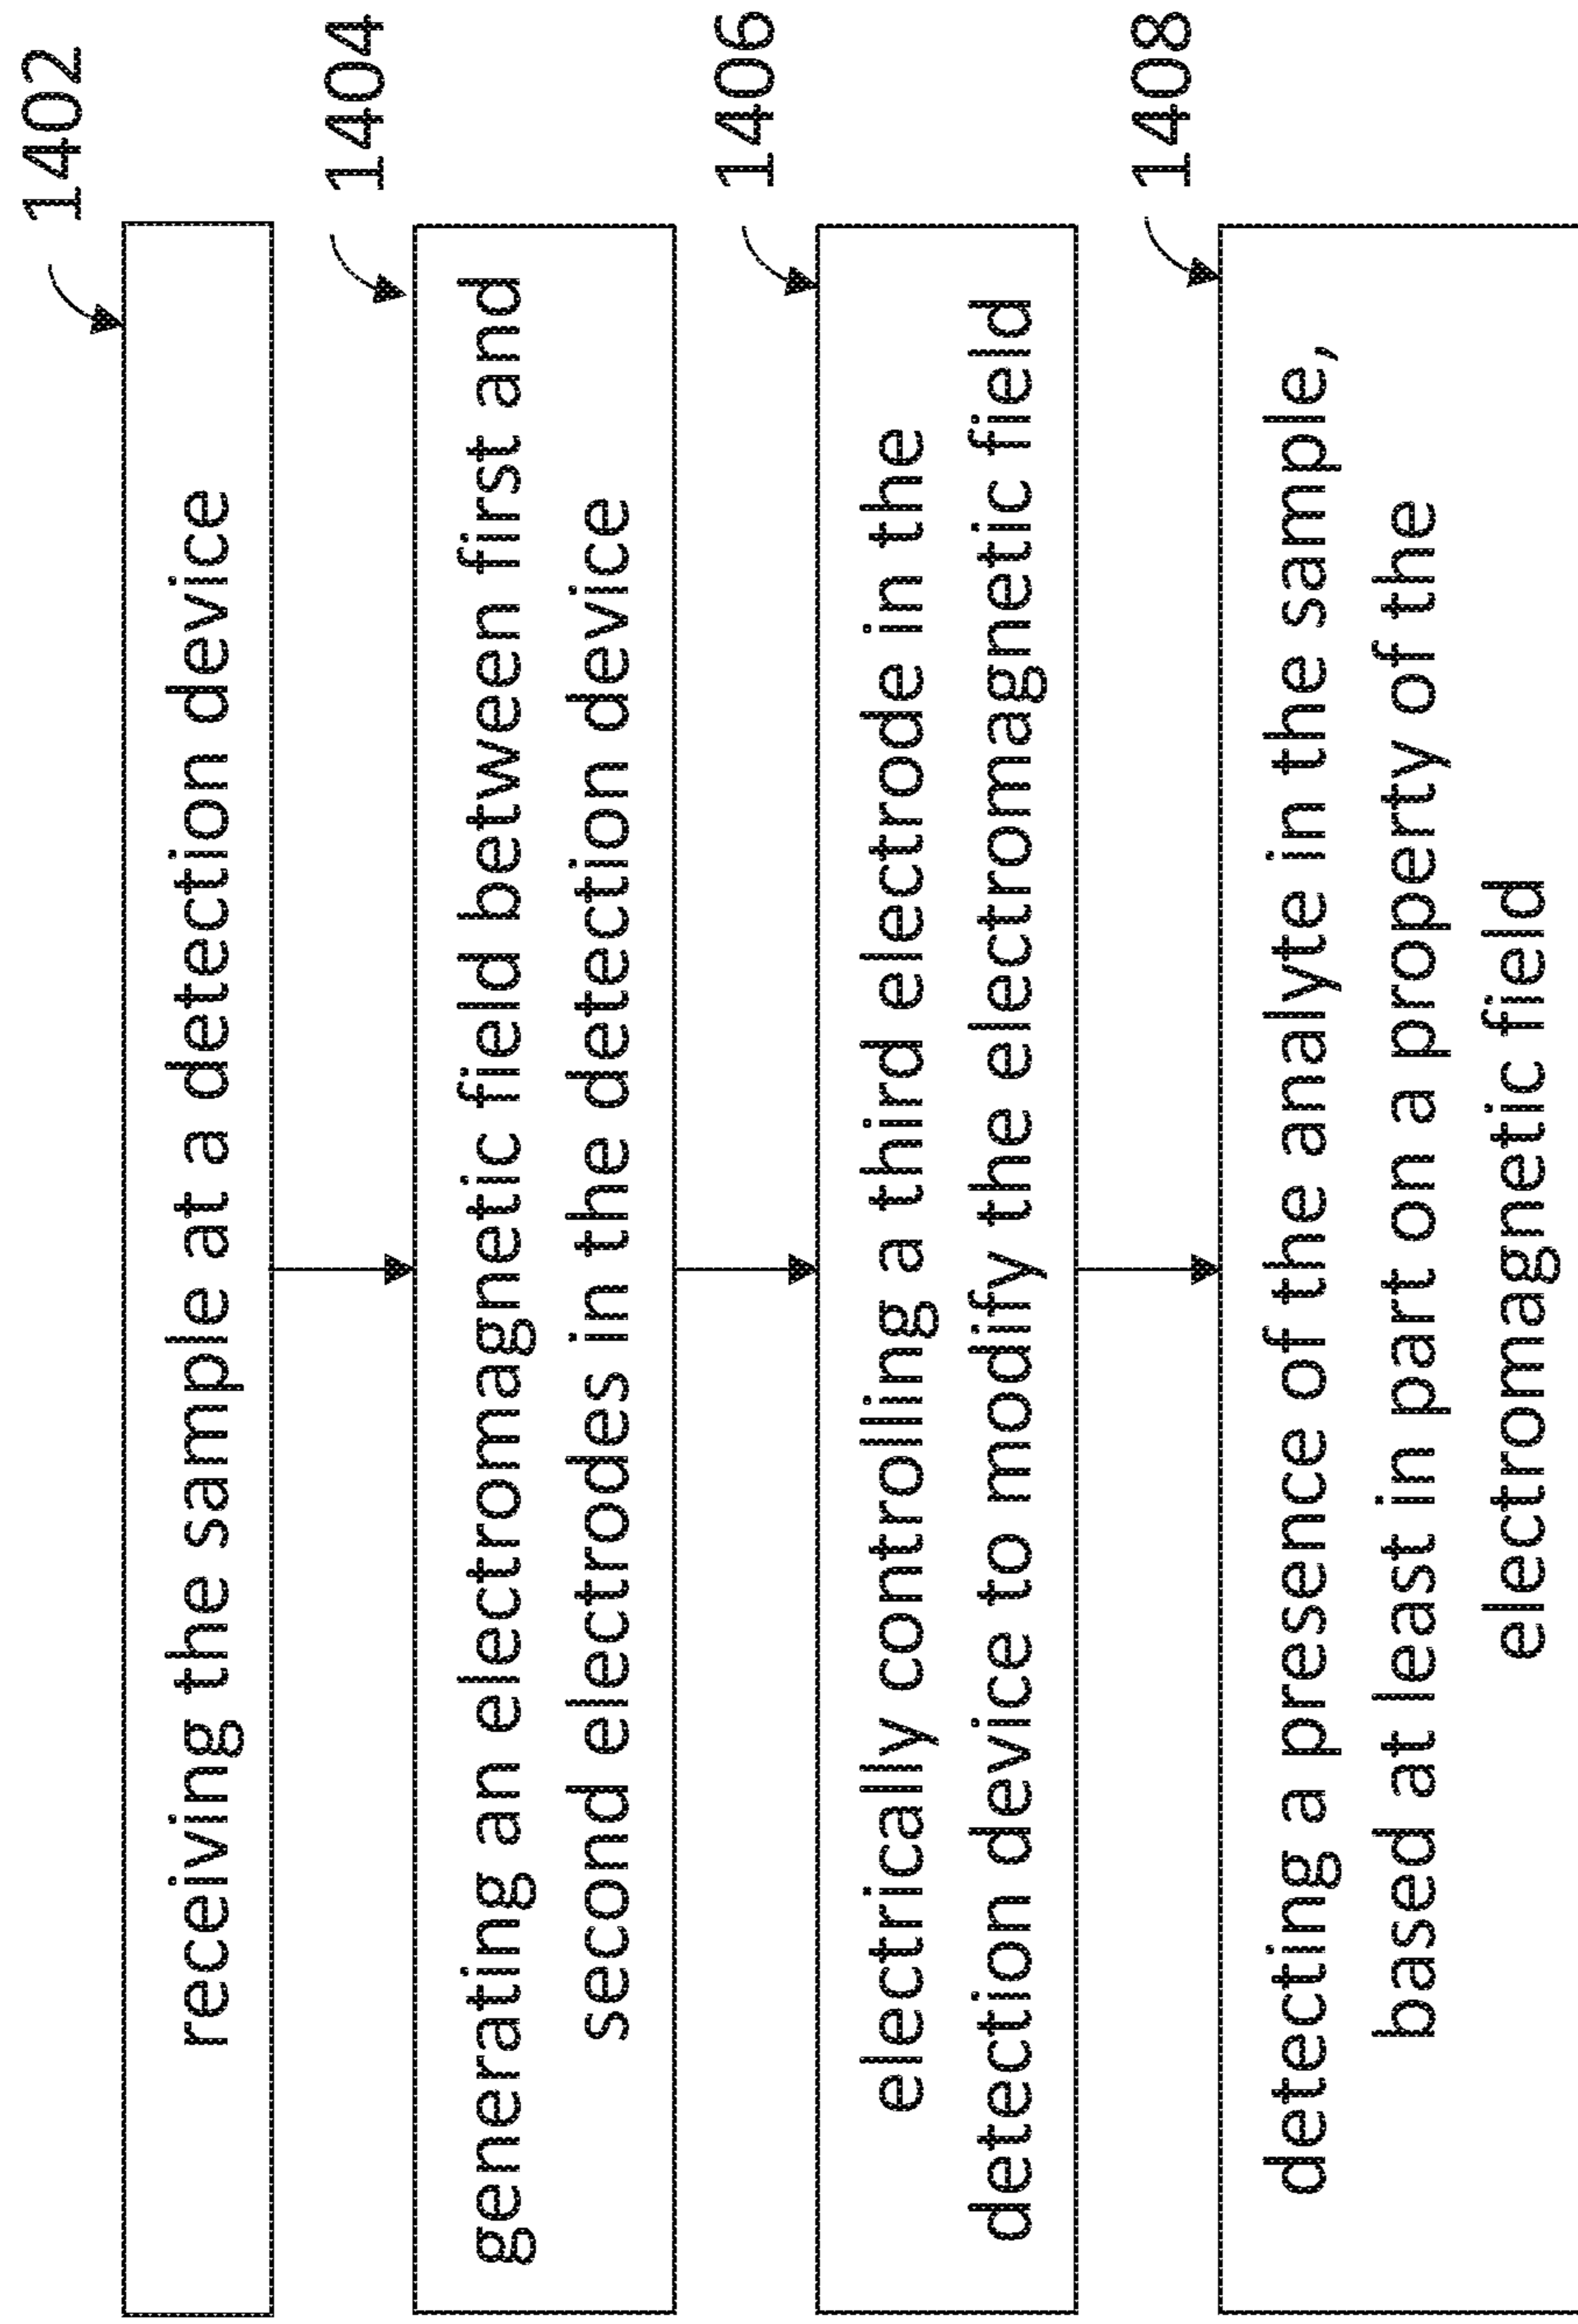 1402
receiving the sample at a detection device
1404
generating an electromagnetic field between first and
second electrodes in the detection device
1406
electrically controlling a third electrode in the
detection device to modify the electromagnetic field
1408
detecting a presence of the analyte in the sample,
based at least in part on a property of the
electromagnetic field